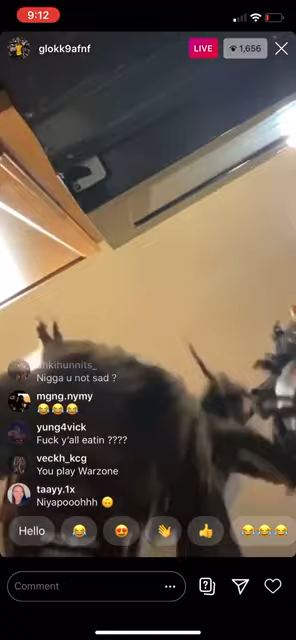 9:12
glokk9afnf
LIVE
1,656
Nigga u not sad ?
mgng.nymy
😂😂😂
yung4vick
Fuck y'all eatin ????
veckh_kcg
You play Warzone
taayy.1x
Niyapooohhh 🙁
Hello 😂 😍 👋 👍 😂😂😂
Comment